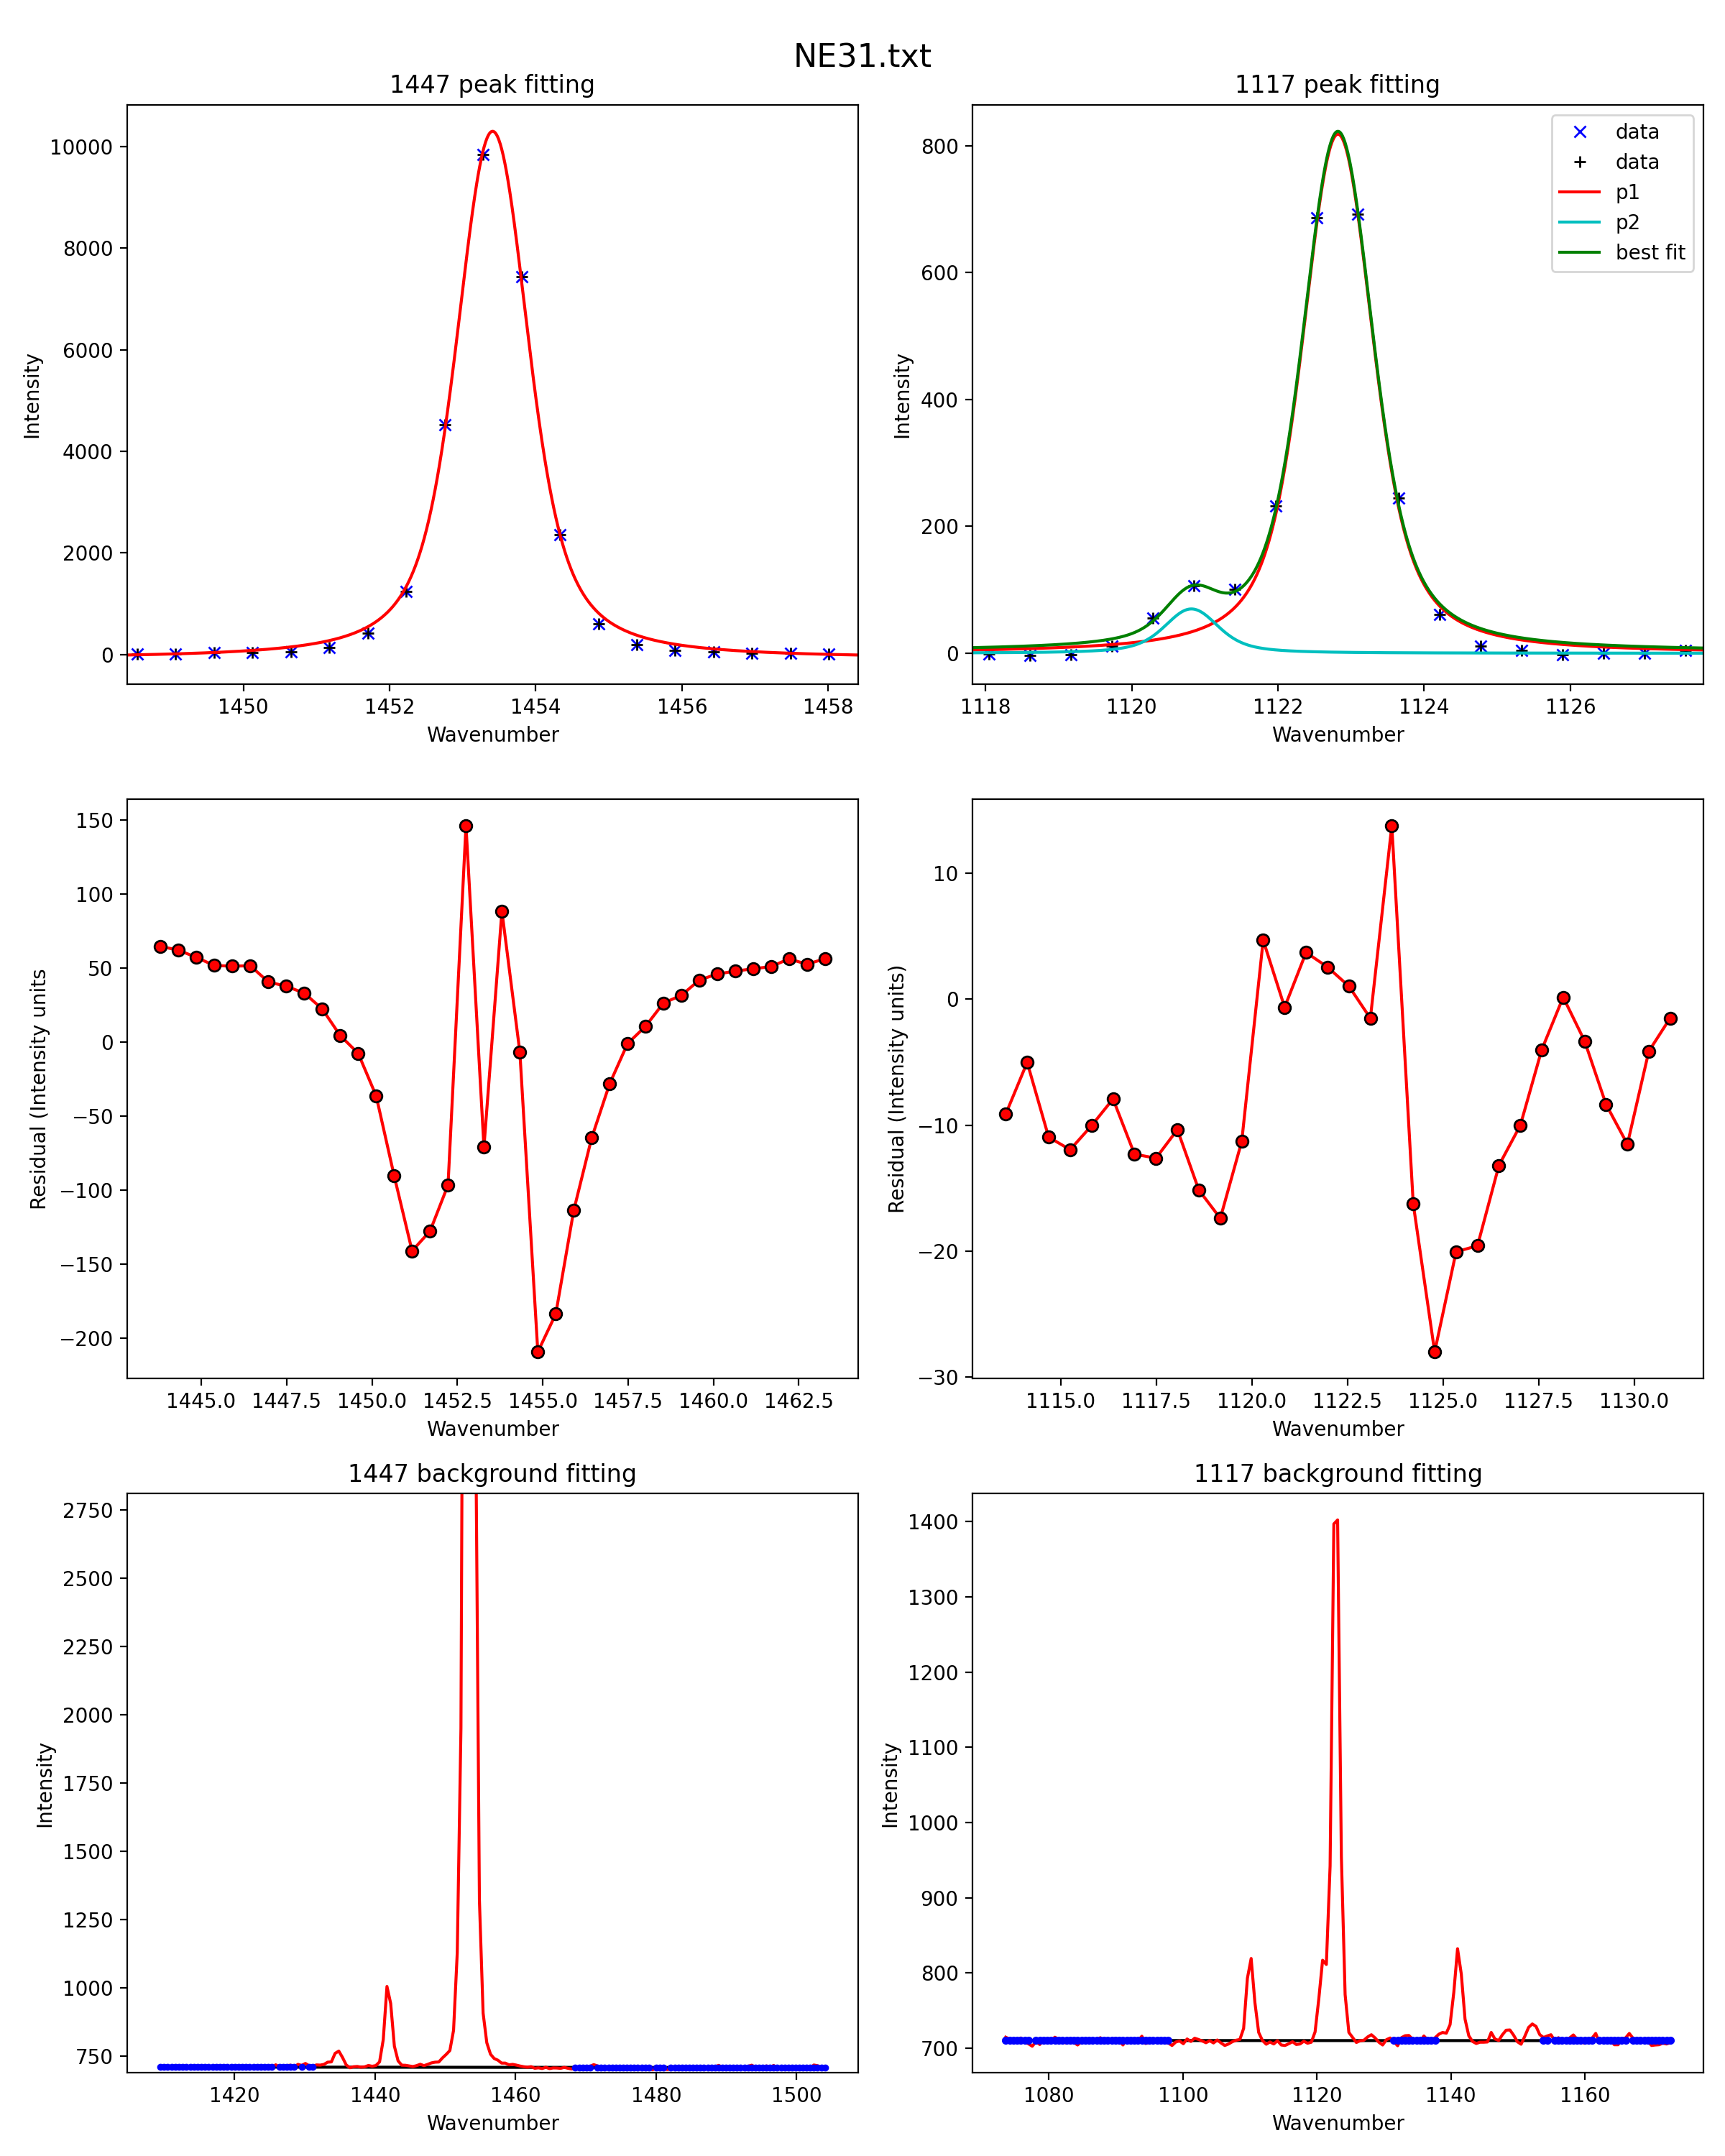 NE31.txt
1447 peak fitting
10000
8000
6000
4000
2000
0
Intensity
1450 1452 1454 1456 1458
Wavenumber
1117 peak fitting
data
data
p1
p2
best fit
800
600
400
200
0
Intensity
1118 1120 1122 1124 1126
Wavenumber
150
100
50
0
−50
−100
−150
−200
Residual (Intensity units
1445.0 1447.5 1450.0 1452.5 1455.0 1457.5 1460.0 1462.5
Wavenumber
10
0
−10
−20
−30
Residual (Intensity units)
1115.0 1117.5 1120.0 1122.5 1125.0 1127.5 1130.0
Wavenumber
1447 background fitting
2750
2500
2250
2000
1750
1500
1250
1000
750
Intensity
1420 1440 1460 1480 1500
Wavenumber
1117 background fitting
1400
1300
1200
1100
1000
900
800
700
Intensity
1080 1100 1120 1140 1160
Wavenumber